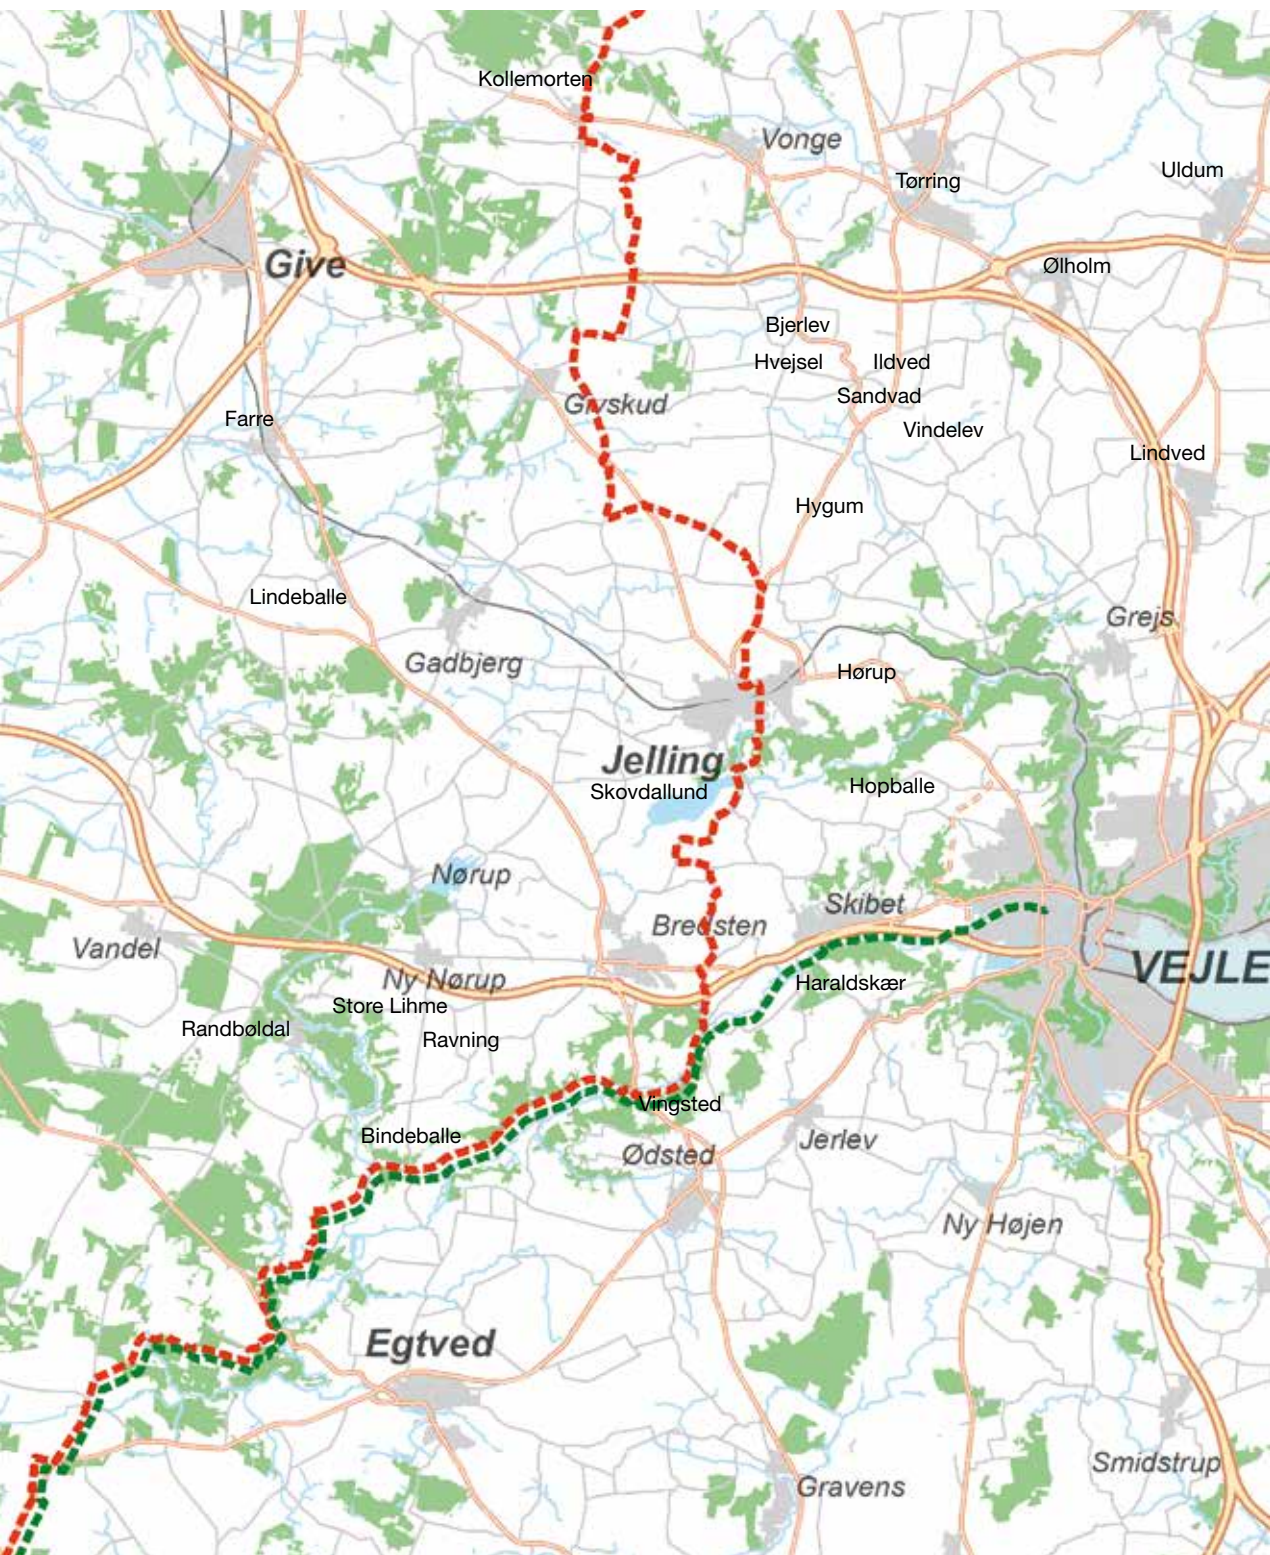 Kollemorten
Vonge
Uldum
Tørring
Give
Ølholm
Bjerlev
Hvejsel
Ildved
Sandvad
Givskud
Farre
Vindelev
Lindved
Hygum
Lindeballe
Grejs
Gadbjerg
Hørup
Jelling
Skovdallund
Hopballe
Nørup
Skibet
Bredsten
Vandel
VEJLE
Ny Nørup
Haraldskær
Store Lihme
Randbøldal
Ravning
Vingsted
Bindeballe
Jerlev
Ødsted
Ny Højen
Egtved
Smidstrup
Gravens